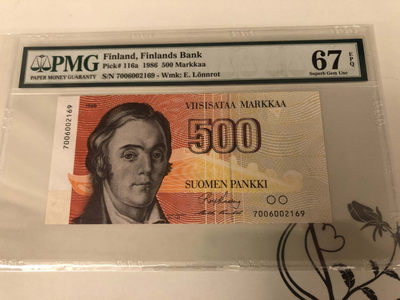 PMG
PAPER MONEY GUARANTY
Finland, Finlands Bank
Pick# 116a 1986 500 Markkaa
S/N 7006002169 - Wmk: E. Lönnrot
67 EPQ
Superb Gem Unc
1986
VIISISATAA MARKKAA
500
SUOMEN PANKKI
7006002169
7006002169